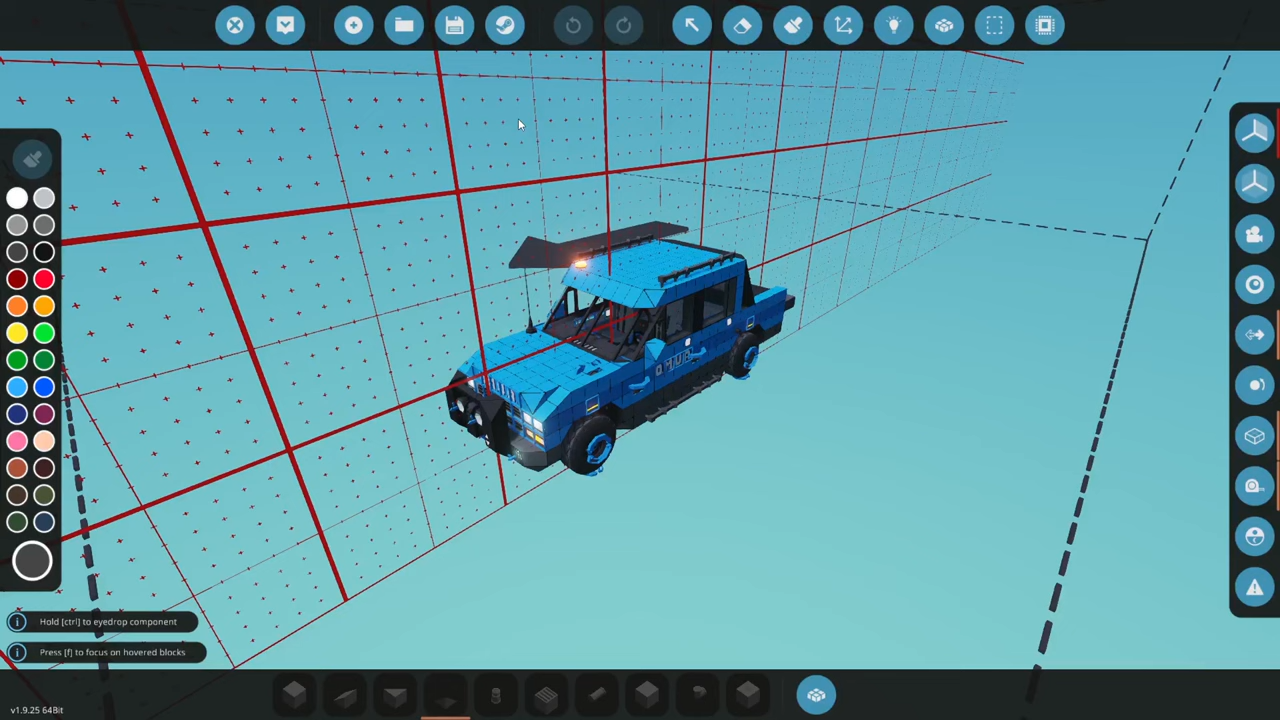 Hold [ctrl] to eyedrop component
Press [f] to focus on hovered blocks
v1.9.25 64Bit